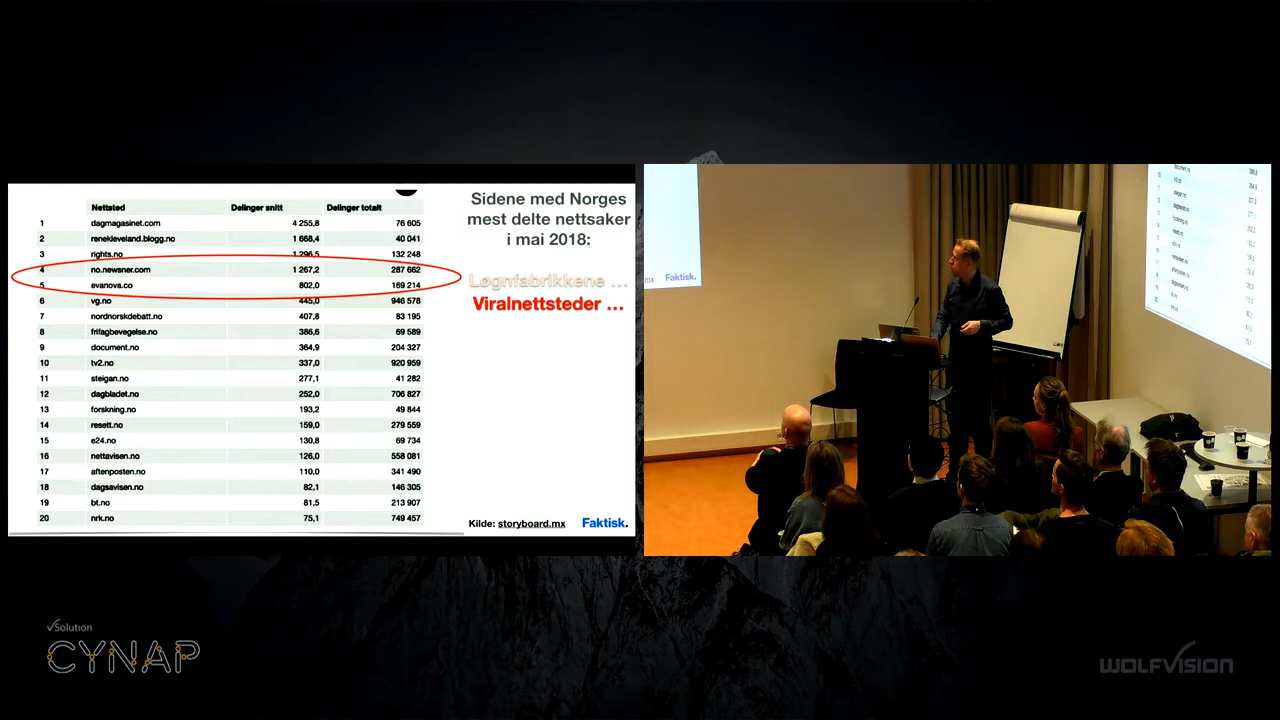 Nettsted Delinger snitt Delinger totalt
1 dagmagasinet.com 4 255,8 76 605
2 renekleveland.blogg.no 1 668,4 40 041
3 rights.no 1 296,5 132 248
4 no.newsner.com 1 267,2 287 662
5 evanova.co 802,0 169 214
6 vg.no 445,0 946 578
7 nordnorskdebatt.no 407,8 83 195
8 frifagbevegelse.no 386,6 69 589
9 document.no 364,9 204 327
10 tv2.no 337,0 920 959
11 steigan.no 277,1 41 282
12 dagbladet.no 252,0 706 827
13 forskning.no 193,2 49 844
14 resett.no 159,0 279 559
15 e24.no 130,8 69 734
16 nettavisen.no 126,0 558 081
17 aftenposten.no 110,0 341 490
18 dagsavisen.no 82,1 146 305
19 bt.no 81,5 213 907
20 nrk.no 75,1 749 457
Sidene med Norges
mest delte nettsaker
i mai 2018:
Løgnfabrikkene ...
Viralnettsteder ...
Kilde: storyboard.mx Faktisk.
mx Faktisk.
vSolution
CYNAP
WOLFVISION